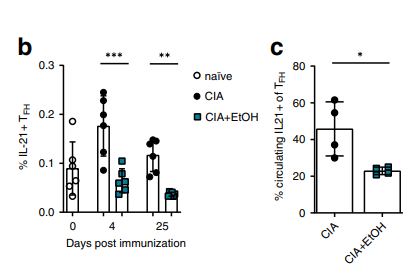 b
% IL-21+ TFH
0.3
0.2
0.1
0.0
***
**
0
4
25
Days post immunization
naïve
CIA
CIA+EtOH
c
% circulating IL21+ of TFH
80
60
40
20
0
*
CIA
CIA+EtOH